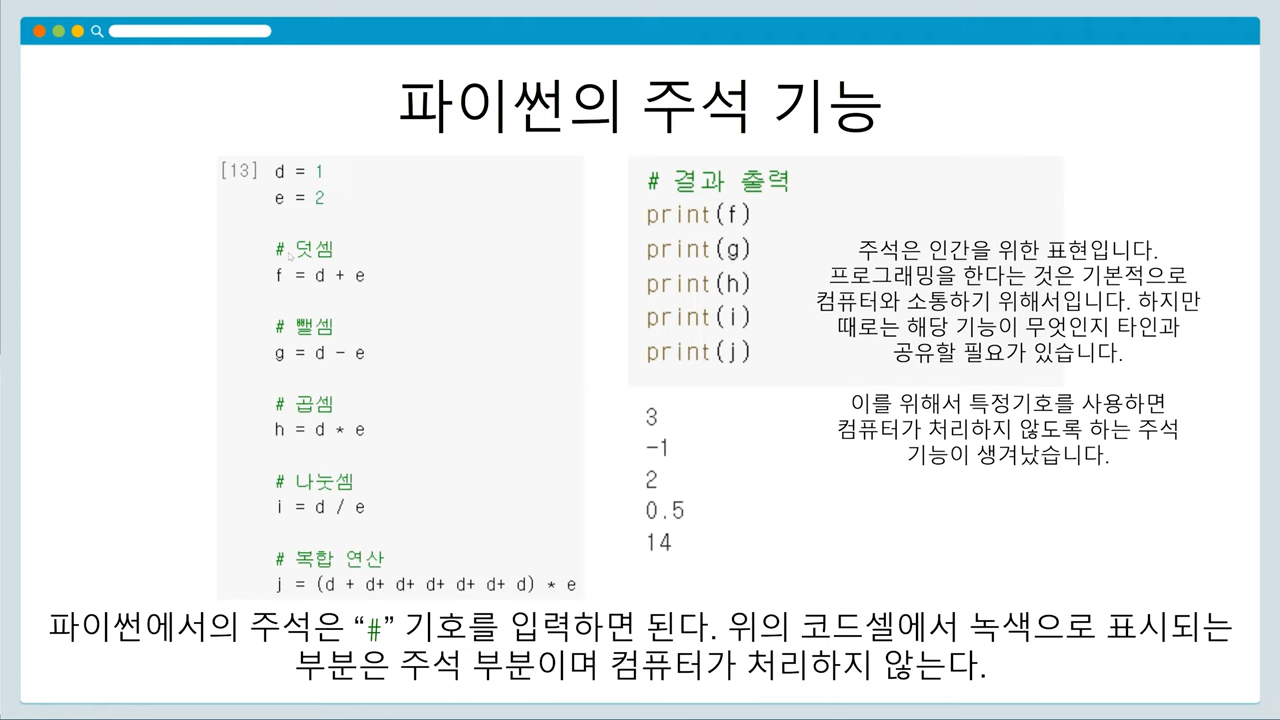 파이썬의 주석 기능
[13] d = 1
e = 2
# 덧셈
f = d + e
# 뺄셈
g = d - e
# 곱셈
h = d * e
# 나눗셈
i = d / e
# 복합 연산
j = (d + d+ d+ d+ d+ d+ d) * e
# 결과 출력
print(f)
print(g)
print(h)
print(i)
print(j)
3
-1
2
0.5
14
주석은 인간을 위한 표현입니다.
프로그래밍을 한다는 것은 기본적으로
컴퓨터와 소통하기 위해서입니다. 하지만
때로는 해당 기능이 무엇인지 타인과
공유할 필요가 있습니다.
이를 위해서 특정기호를 사용하면
컴퓨터가 처리하지 않도록 하는 주석
기능이 생겨났습니다.
파이썬에서의 주석은 “#” 기호를 입력하면 된다. 위의 코드셀에서 녹색으로 표시되는
부분은 주석 부분이며 컴퓨터가 처리하지 않는다.